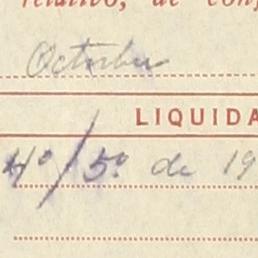 relativo, de conf
Octubre
LIQUIDA
4º/5º de 19